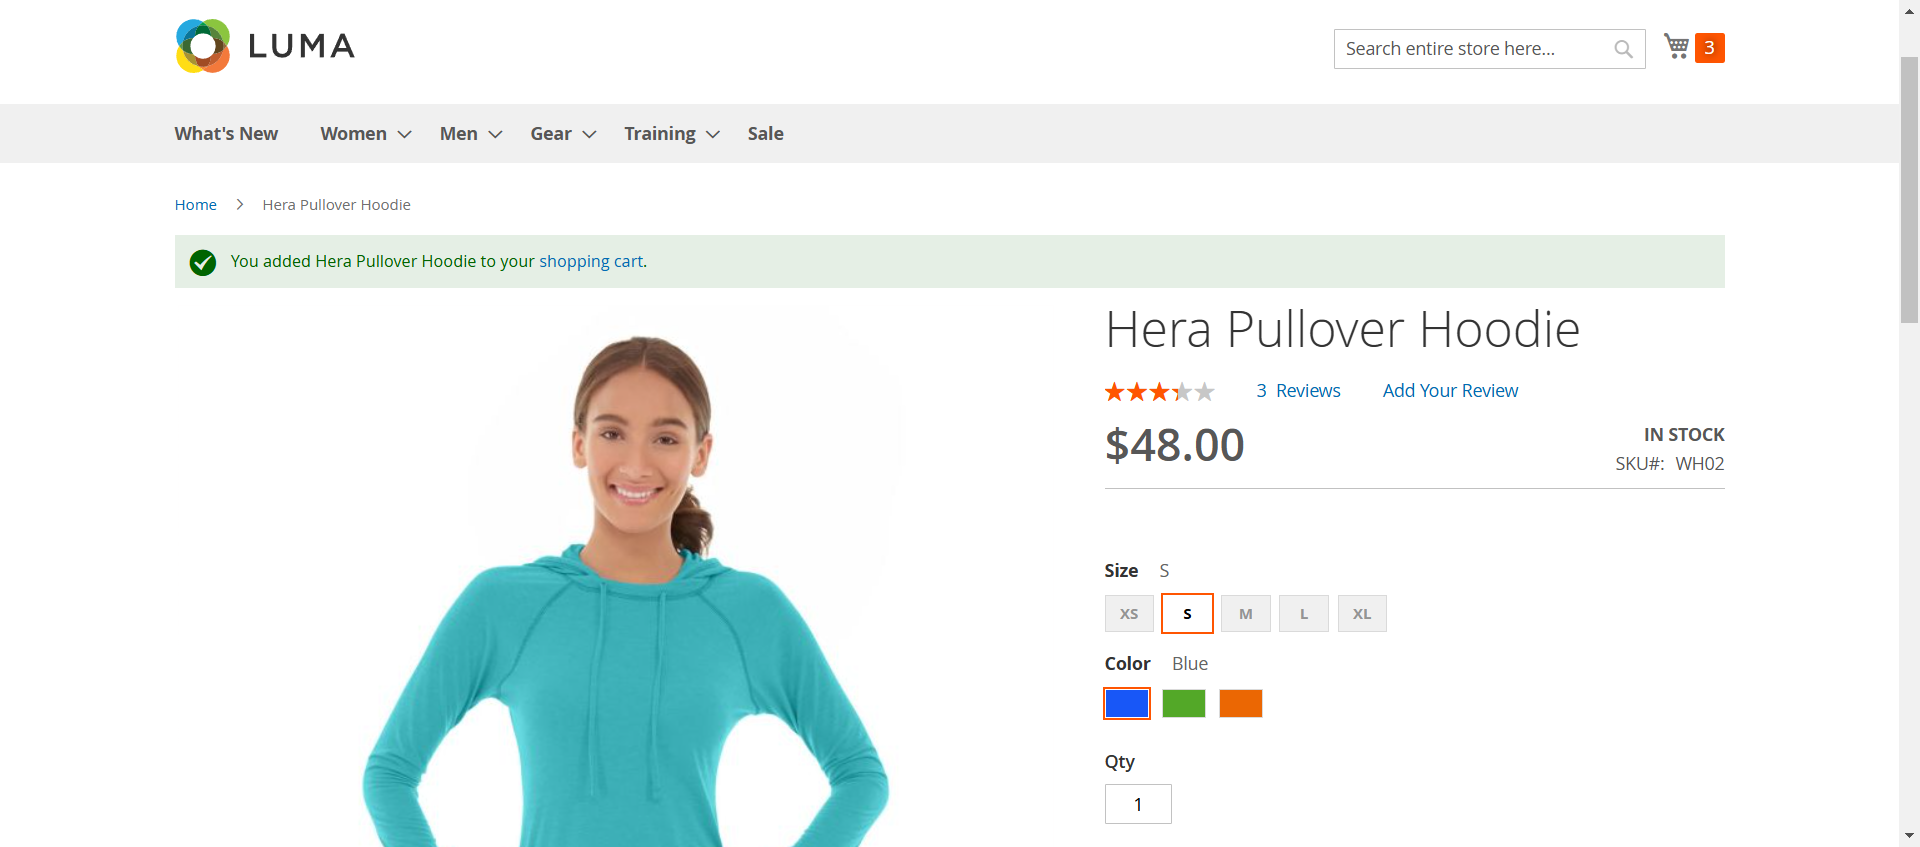 LUMA
Search entire store here...
3
What's New
Women
Men
Gear
Training
Sale
Home
Hera Pullover Hoodie
You added Hera Pullover Hoodie to your shopping cart.
Hera Pullover Hoodie
3 Reviews
Add Your Review
$48.00
IN STOCK
SKU#: WH02
Size S
XS
S
M
L
XL
Color Blue
Qty
1